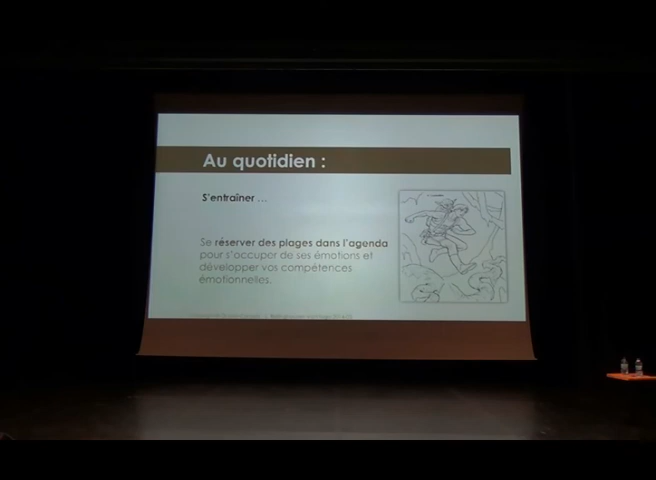 Au quotidien :
S'entraîner ...
Se réserver des plages dans l'agenda
pour s'occuper de ses émotions et
développer vos compétences
émotionnelles.